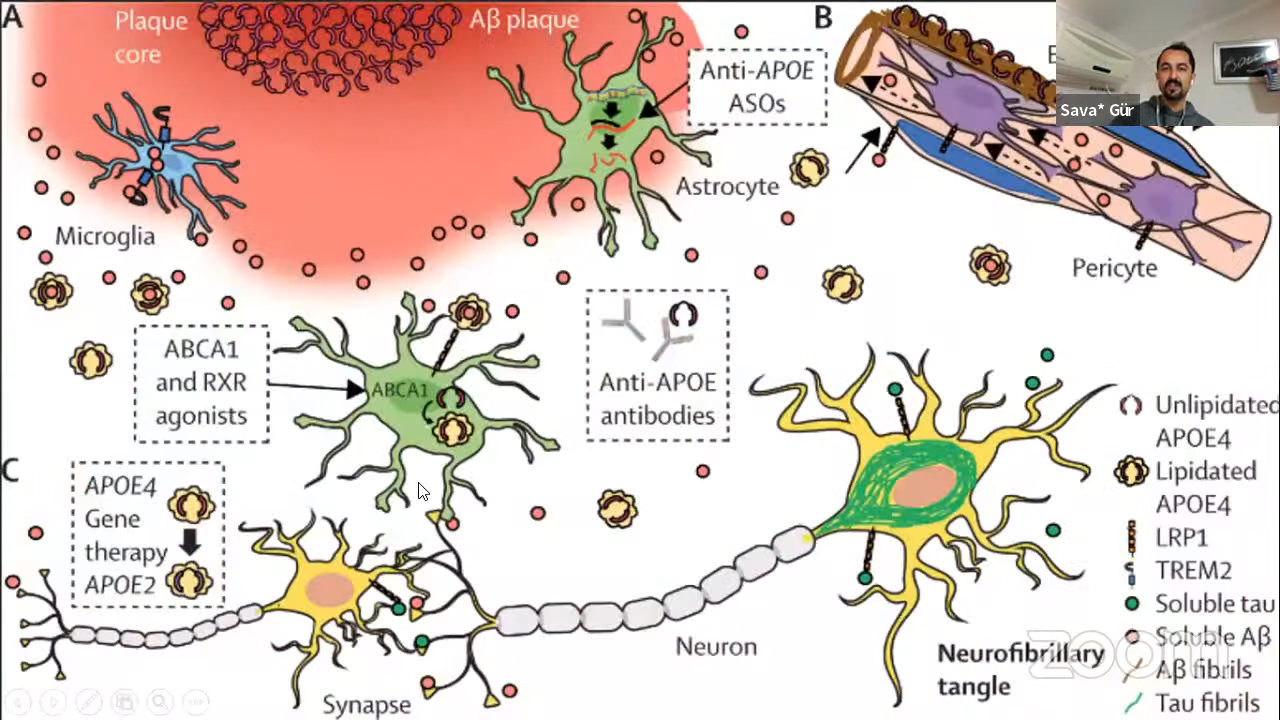 A
Plaque
core
Aβ plaque
Anti-APOE
ASOs
Astrocyte
Microglia
B
Sava* Gür
Pericyte
ABCA1
and RXR
agonists
ABCA1
Anti-APOE
antibodies
C
APOE4
Gene
therapy
APOE2
Synapse
Neuron
Neurofibrillary
tangle
Unlipidated
APOE4
Lipidated
APOE4
LRP1
TREM2
Soluble tau
Soluble Aβ
Aβ fibrils
Tau fibrils
zoom